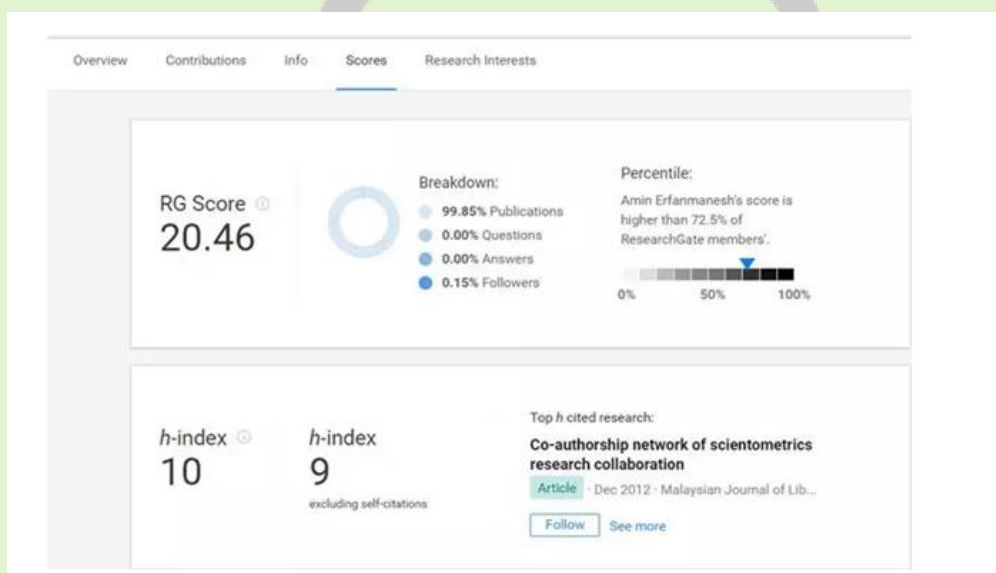 Overview Contributions Info Scores Research Interests
RG Score
20.46
Breakdown:
99.85% Publications
0.00% Questions
0.00% Answers
0.15% Followers
Percentile:
Amin Erfanmanesh's score is
higher than 72.5% of
ResearchGate members'.
0% 50% 100%
h-index
10
h-index
9
excluding self-citations
Top h cited research:
Co-authorship network of scientometrics
research collaboration
Article · Dec 2012 · Malaysian Journal of Lib...
Follow See more